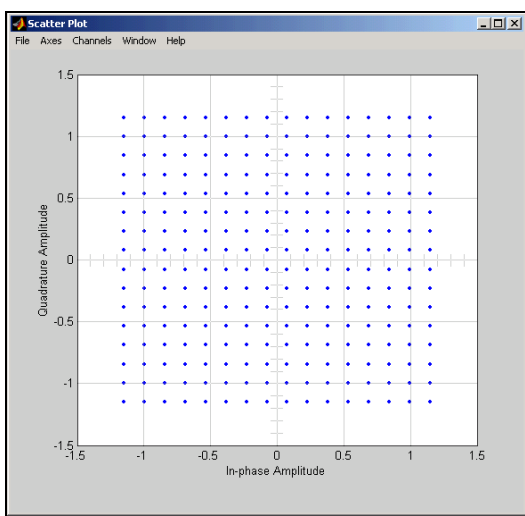 Scatter Plot
File Axes Channels Window Help
1.5
1
0.5
0
-0.5
-1
-1.5
Quadrature Amplitude
-1.5 -1 -0.5 0 0.5 1 1.5
In-phase Amplitude